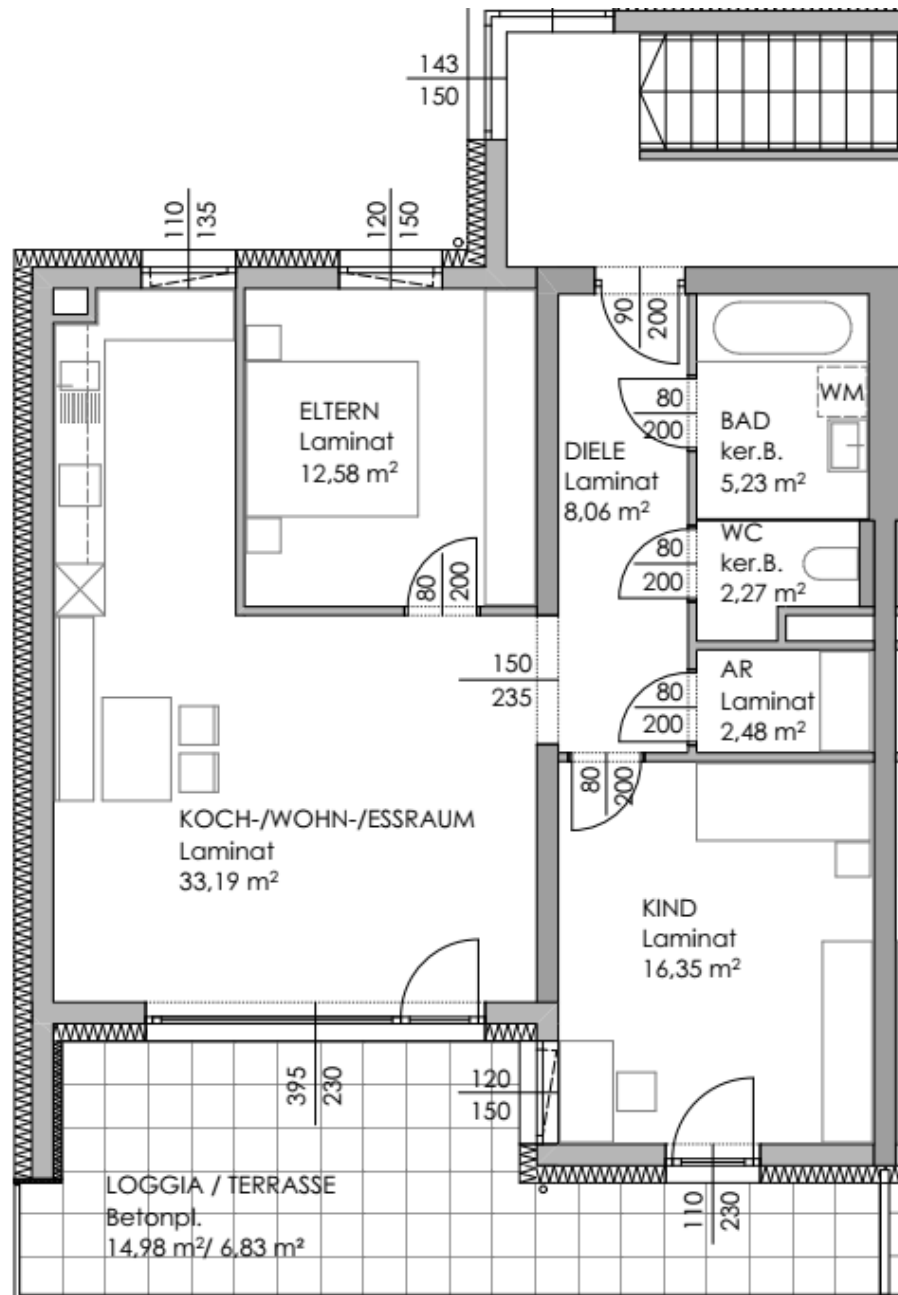 143
150
110
135
120
150
90
200
ELTERN
Laminat
12,58 m²
80
200
DIELE
Laminat
8,06 m²
80
200
BAD
ker.B.
5,23 m²
WM
80
200
WC
ker.B.
2,27 m²
150
235
80
200
AR
Laminat
2,48 m²
80
200
KOCH-/WOHN-/ESSRAUM
Laminat
33,19 m²
KIND
Laminat
16,35 m²
395
230
120
150
110
230
LOGGIA / TERRASSE
Betonpl.
14,98 m²/ 6,83 m²